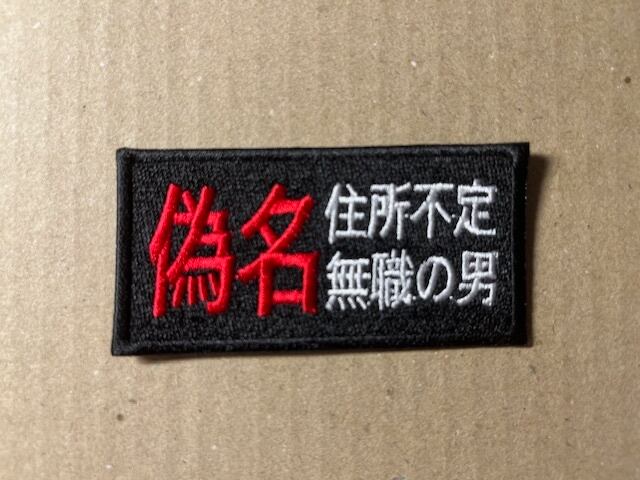 偽名
住所不定
無職の男